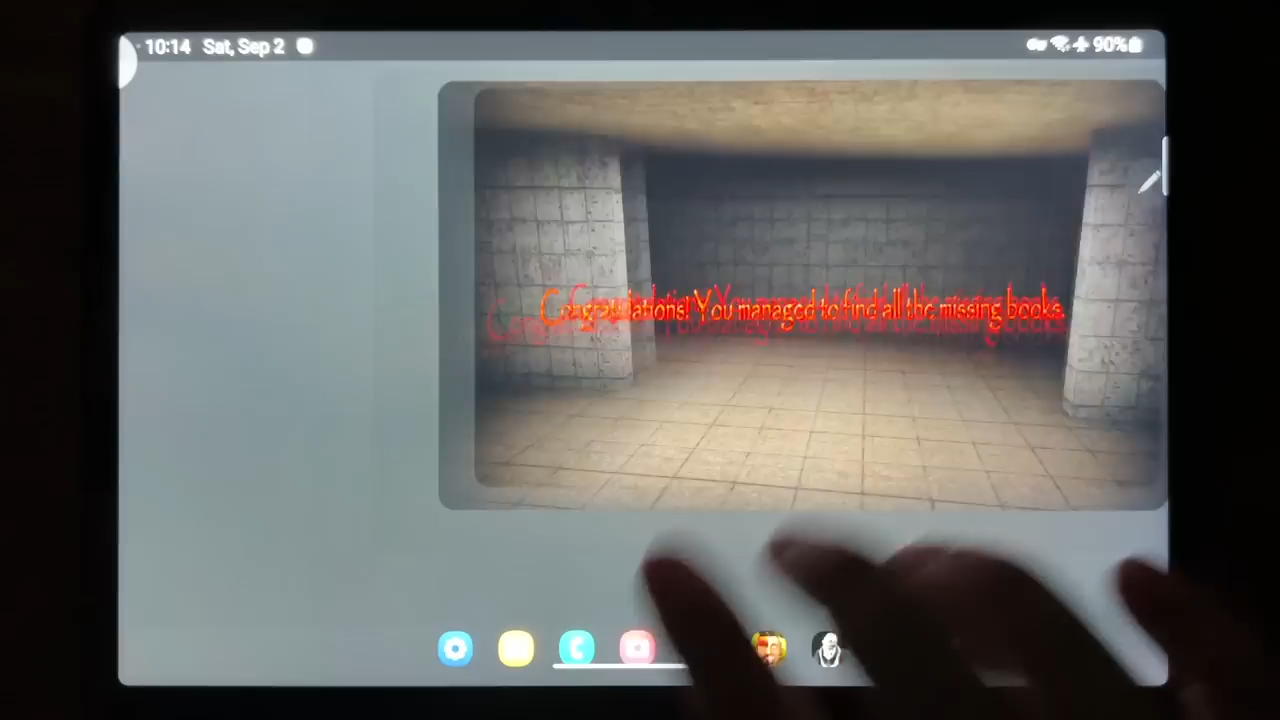 10:14 Sat, Sep 2 90%
Congratulations! You managed to find all the missing books.